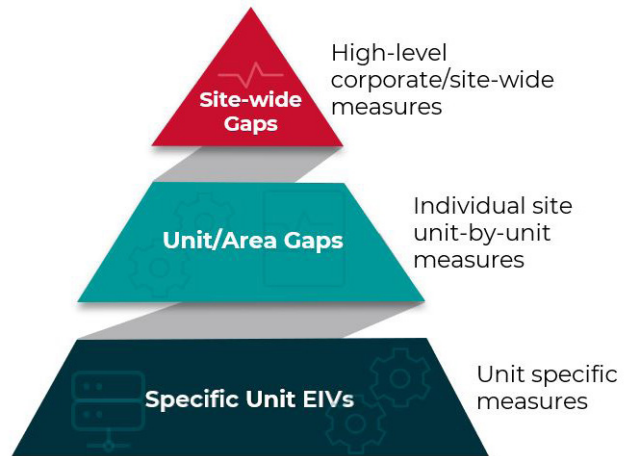 Site-wide
Gaps
High-level
corporate/site-wide
measures
Unit/Area Gaps
Individual site
unit-by-unit
measures
Specific Unit EIVs
Unit specific
measures